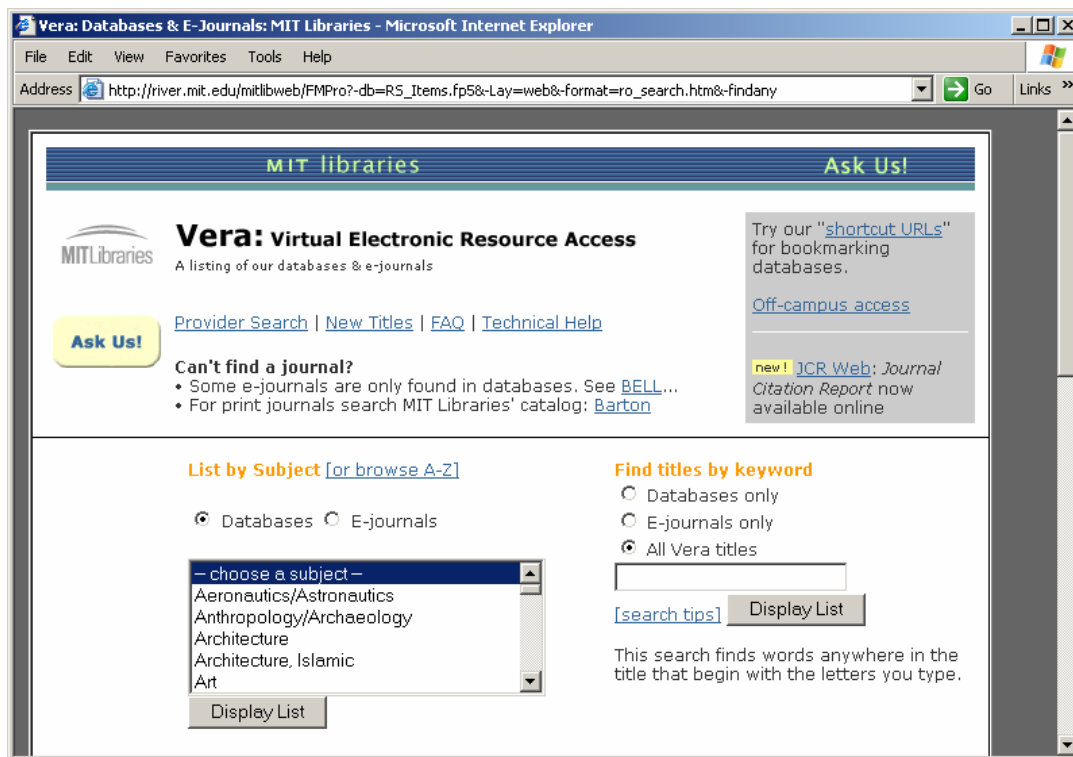 Vera: Databases & E-Journals: MIT Libraries - Microsoft Internet Explorer
File Edit View Favorites Tools Help
Address http://river.mit.edu/mitlibweb/FMPro?-db=RS_Items.fp5&-Lay=web&-format=ro_search.htm&-findany Go Links »
MIT libraries Ask Us!
MITLibraries
Vera: Virtual Electronic Resource Access
A listing of our databases & e-journals
Try our "shortcut URLs"
for bookmarking
databases.
Off-campus access
Ask Us!
Provider Search | New Titles | FAQ | Technical Help
Can't find a journal?
• Some e-journals are only found in databases. See BELL...
• For print journals search MIT Libraries' catalog: Barton
new! JCR Web: Journal
Citation Report now
available online
List by Subject [or browse A-Z]
Databases E-journals
– choose a subject –
Aeronautics/Astronautics
Anthropology/Archaeology
Architecture
Architecture, Islamic
Art
Display List
Find titles by keyword
Databases only
E-journals only
All Vera titles
[search tips] Display List
This search finds words anywhere in the
title that begin with the letters you type.